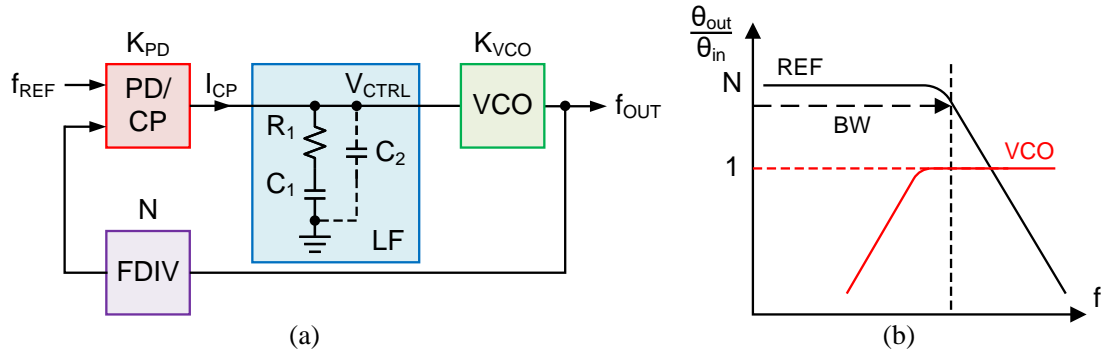 K_PD
f_REF
PD/
CP
I_CP
V_CTRL
R_1
C_1
C_2
LF
K_VCO
VCO
f_OUT
N
FDIV
(a)
θ_out
θ_in
N
REF
BW
1
VCO
f
(b)